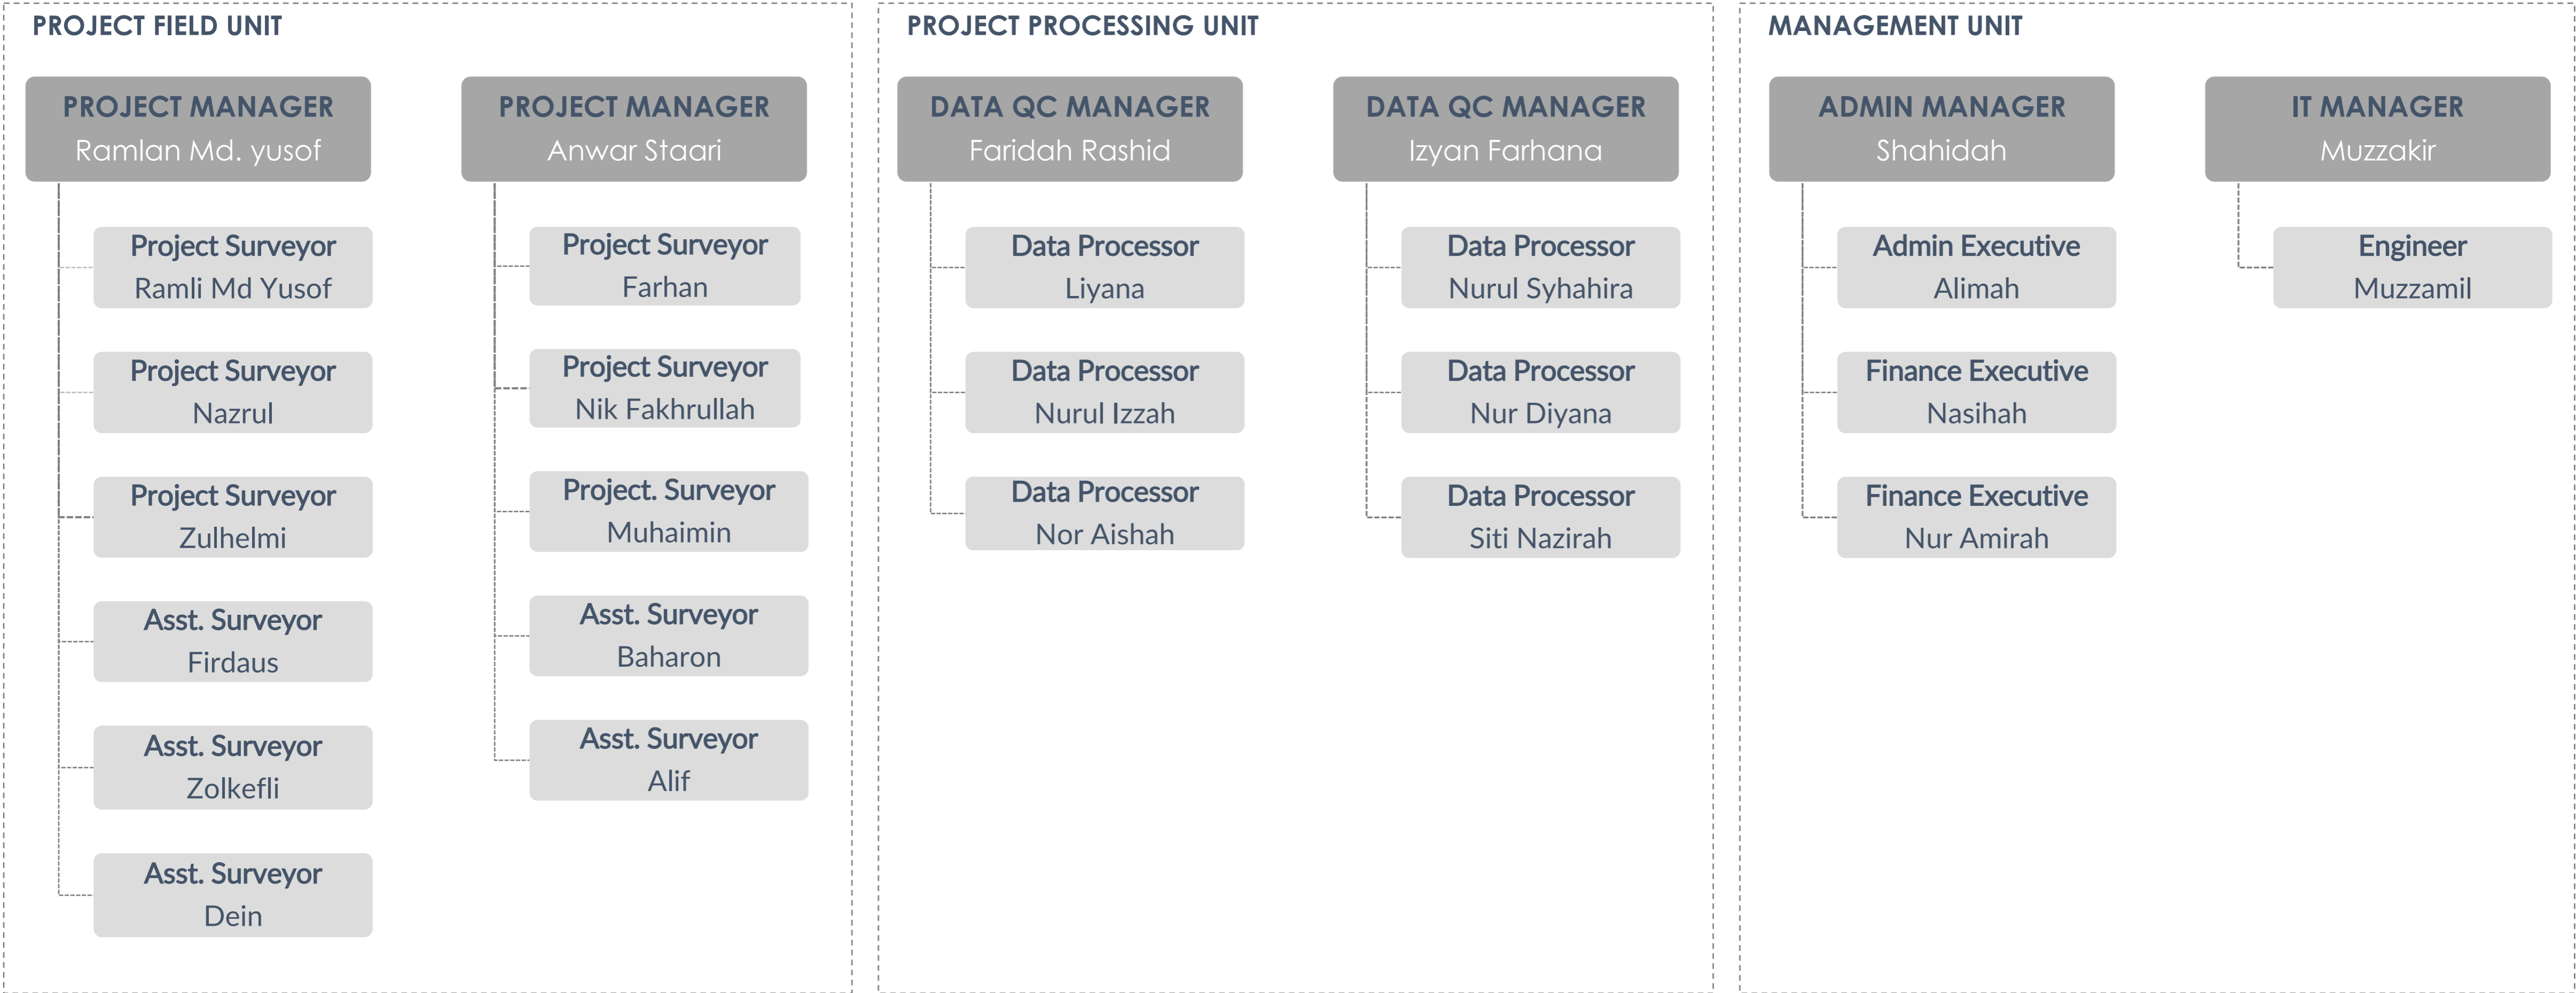 PROJECT FIELD UNIT
PROJECT MANAGER
Ramlan Md. yusof
Project Surveyor
Ramli Md Yusof
Project Surveyor
Nazrul
Project Surveyor
Zulhelmi
Asst. Surveyor
Firdaus
Asst. Surveyor
Zolkefli
Asst. Surveyor
Dein
PROJECT MANAGER
Anwar Staari
Project Surveyor
Farhan
Project Surveyor
Nik Fakhrullah
Project. Surveyor
Muhaimin
Asst. Surveyor
Baharon
Asst. Surveyor
Alif
PROJECT PROCESSING UNIT
DATA QC MANAGER
Faridah Rashid
Data Processor
Liyana
Data Processor
Nurul Izzah
Data Processor
Nor Aishah
DATA QC MANAGER
Izyan Farhana
Data Processor
Nurul Syhahira
Data Processor
Nur Diyana
Data Processor
Siti Nazirah
MANAGEMENT UNIT
ADMIN MANAGER
Shahidah
Admin Executive
Alimah
Finance Executive
Nasihah
Finance Executive
Nur Amirah
IT MANAGER
Muzzakir
Engineer
Muzzamil